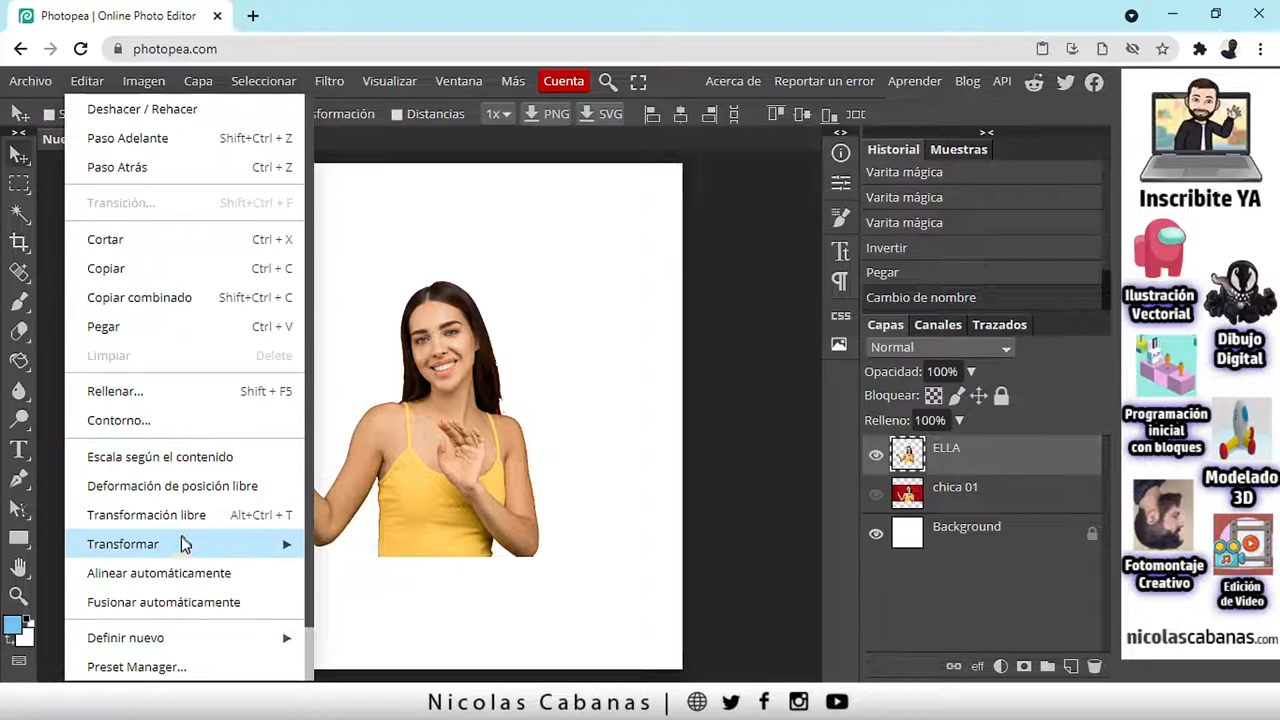 Photopea | Online Photo Editor
photopea.com
Archivo Editar Imagen Capa Seleccionar Filtro Visualizar Ventana Más Cuenta Acerca de Reportar un error Aprender Blog API
formación Distancias 1x PNG SVG
Nue
Deshacer / Rehacer
Paso Adelante Shift+Ctrl + Z
Paso Atrás Ctrl + Z
Transición... Shift+Ctrl + F
Cortar Ctrl + X
Copiar Ctrl + C
Copiar combinado Shift+Ctrl + C
Pegar Ctrl + V
Limpiar Delete
Rellenar... Shift + F5
Contorno...
Escala según el contenido
Deformación de posición libre
Transformación libre Alt+Ctrl + T
Transformar
Alinear automáticamente
Fusionar automáticamente
Definir nuevo
Preset Manager...
CSS
Historial Muestras
Varita mágica
Varita mágica
Varita mágica
Invertir
Pegar
Cambio de nombre
Capas Canales Trazados
Normal
Opacidad: 100%
Bloquear:
Relleno: 100%
ELLA
chica 01
Background
eff
Inscribite YA
Ilustración
Vectorial
Dibujo
Digital
Programación
inicial
con bloques
Modelado
3D
Fotomontaje
Creativo
Edición
de Video
nicolascabanas.com
Nicolas Cabanas |